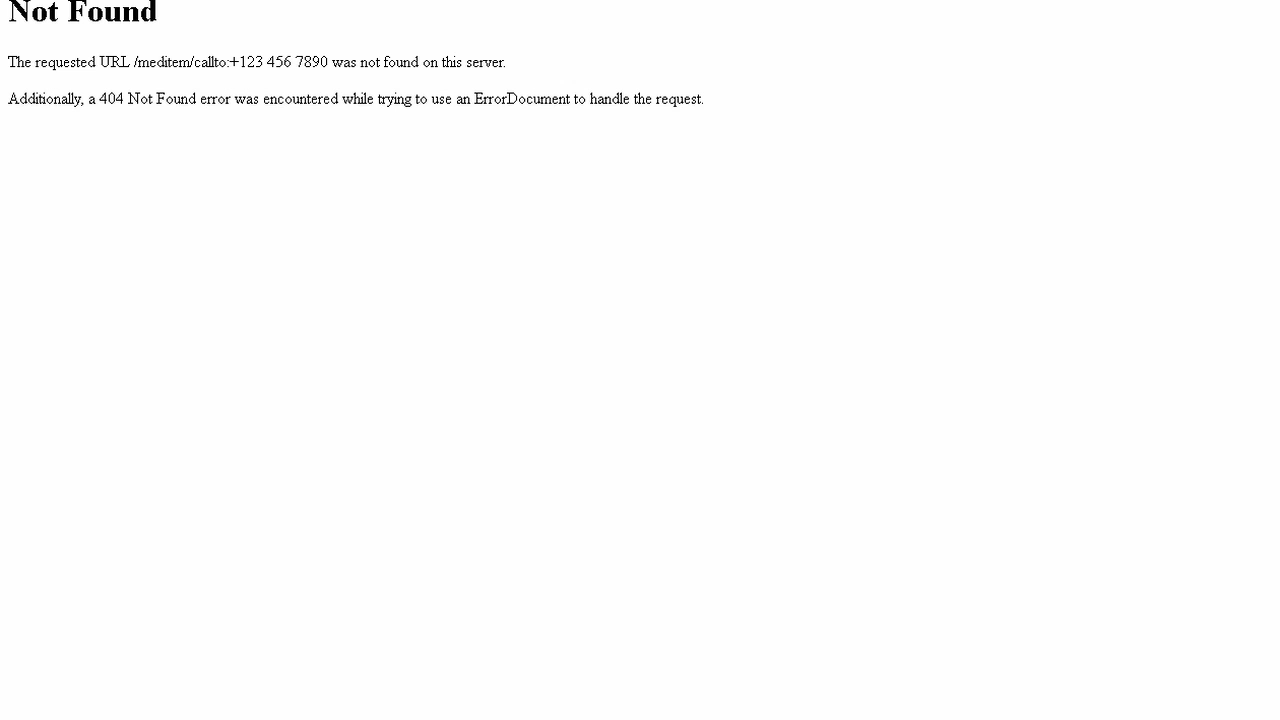 Not Found
The requested URL /meditem/callto:+123 456 7890 was not found on this server.
Additionally, a 404 Not Found error was encountered while trying to use an ErrorDocument to handle the request.